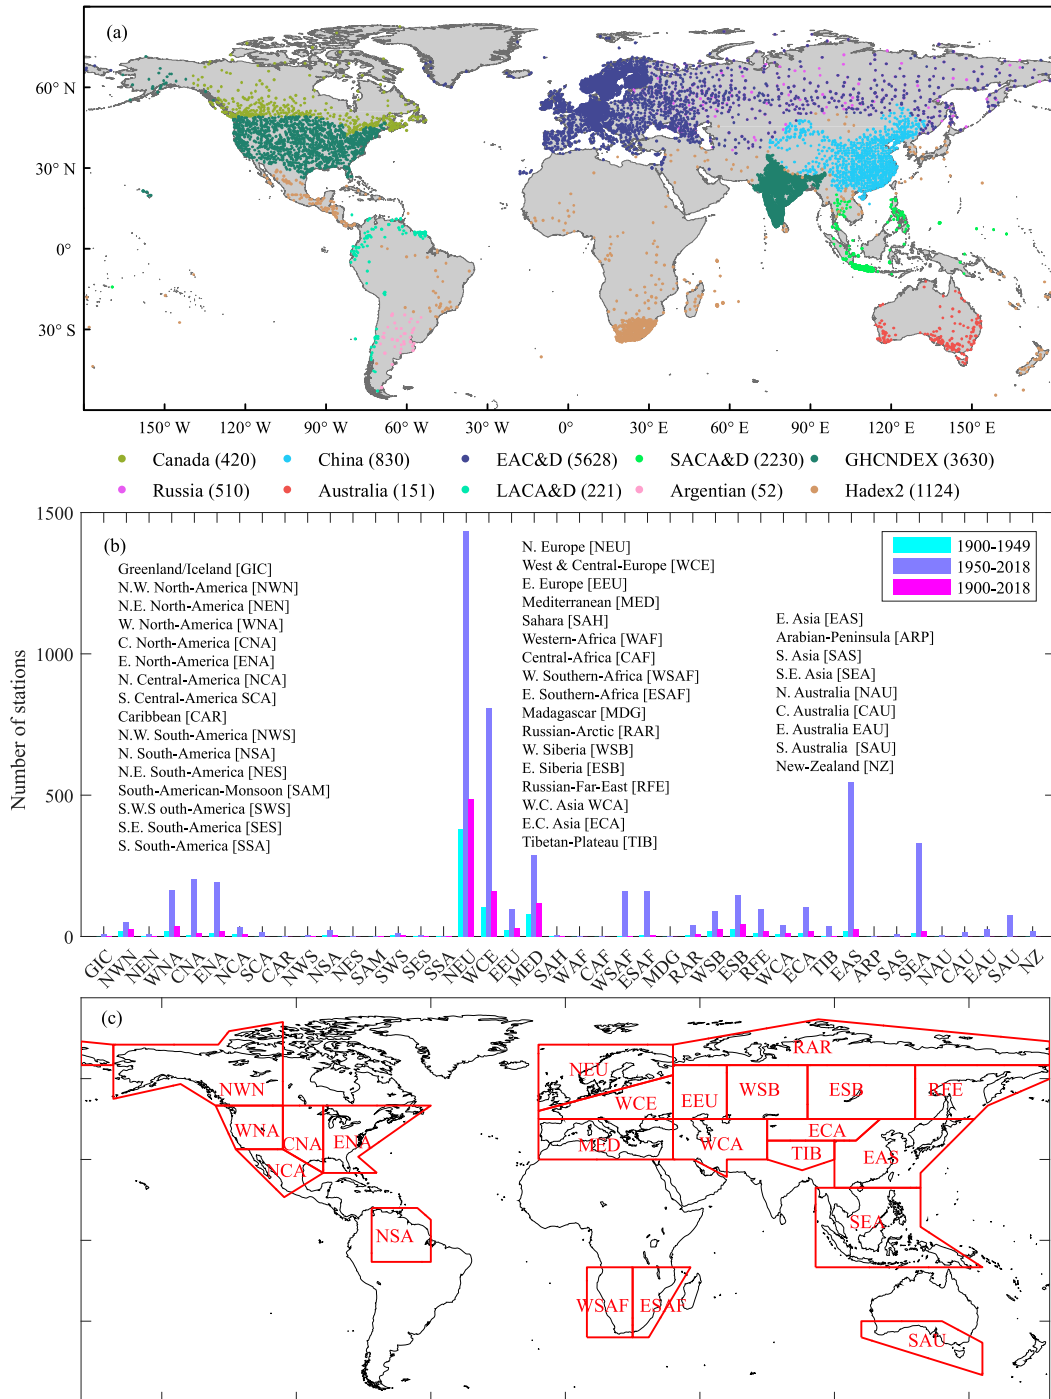 (a)
60° N
30° N
0°
30° S
150° W 120° W 90° W 60° W 30° W 0° 30° E 60° E 90° E 120° E 150° E
Canada (420) China (830) EAC&D (5628) SACA&D (2230) GHCNDEX (3630)
Russia (510) Australia (151) LACA&D (221) Argentian (52) Hadex2 (1124)
(b)
Number of stations
1500
1000
500
0
Greenland/Iceland [GIC]
N.W. North-America [NWN]
N.E. North-America [NEN]
W. North-America [WNA]
C. North-America [CNA]
E. North-America [ENA]
N. Central-America [NCA]
S. Central-America SCA]
Caribbean [CAR]
N.W. South-America [NWS]
N. South-America [NSA]
N.E. South-America [NES]
South-American-Monsoon [SAM]
S.W.S outh-America [SWS]
S.E. South-America [SES]
S. South-America [SSA]
N. Europe [NEU]
West & Central-Europe [WCE]
E. Europe [EEU]
Mediterranean [MED]
Sahara [SAH]
Western-Africa [WAF]
Central-Africa [CAF]
W. Southern-Africa [WSAF]
E. Southern-Africa [ESAF]
Madagascar [MDG]
Russian-Arctic [RAR]
W. Siberia [WSB]
E. Siberia [ESB]
Russian-Far-East [RFE]
W.C. Asia WCA]
E.C. Asia [ECA]
Tibetan-Plateau [TIB]
E. Asia [EAS]
Arabian-Peninsula [ARP]
S. Asia [SAS]
S.E. Asia [SEA]
N. Australia [NAU]
C. Australia [CAU]
E. Australia EAU]
S. Australia [SAU]
New-Zealand [NZ]
1900-1949
1950-2018
1900-2018
GIC NWN NEN WNA CNA ENA NCA SCA CAR NWS NSA NES SAM SWS SES SSA NEU WCE EEU MED SAH WAF CAF WSAF ESAF MDG RAR WSB ESB RFE WCA ECA TIB EAS ARP SAS SEA NAU CAU EAU SAU NZ
(c)
RAR
NEU
NWN
WSB
ESB
RFE
WCE
EEU
WNA
CNA
ENA
MED
WCA
ECA
TIB
EAS
NCA
SEA
NSA
WSAF
ESAF
SAU